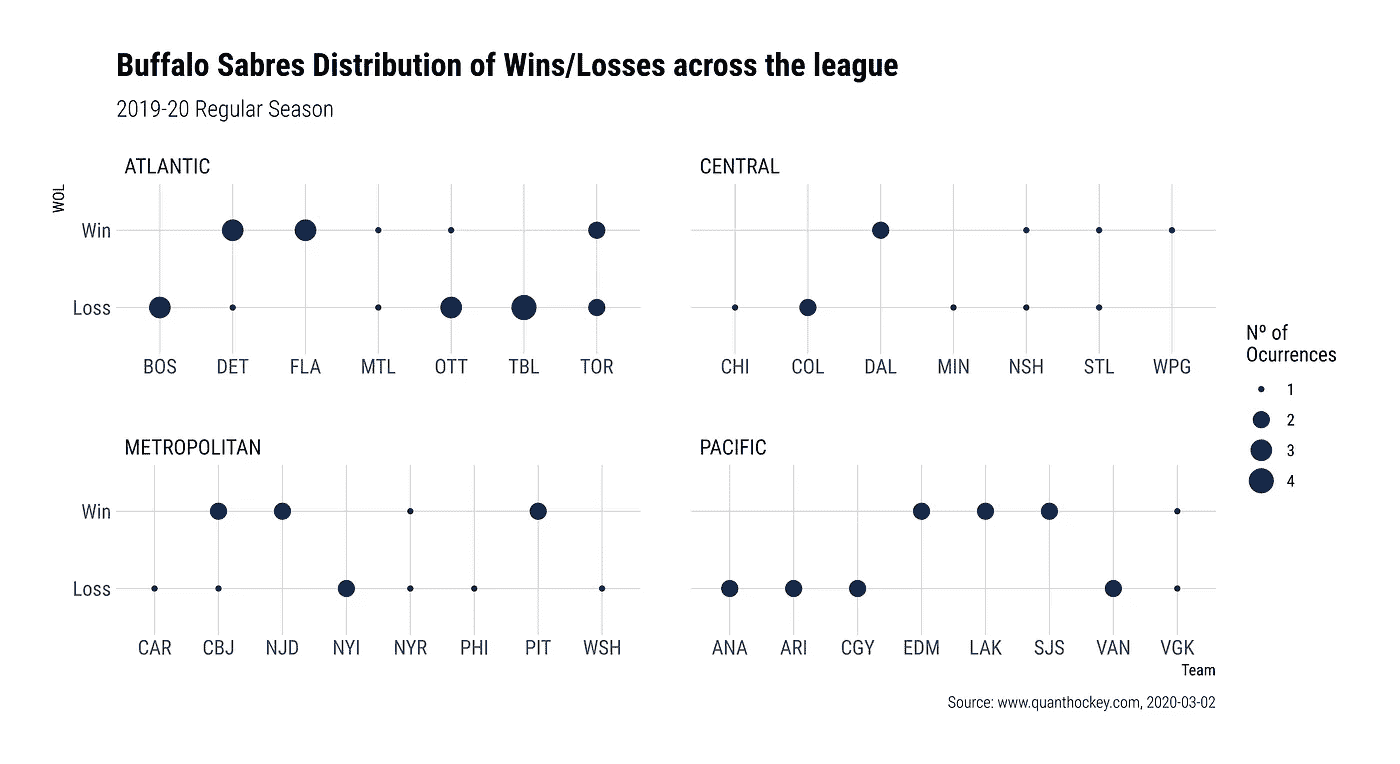 Buffalo Sabres Distribution of Wins/Losses across the league
2019-20 Regular Season
ATLANTIC
CENTRAL
WOL
Win
Loss
BOS DET FLA MTL OTT TBL TOR
CHI COL DAL MIN NSH STL WPG
Nº of
Ocurrences
1
2
3
4
METROPOLITAN
PACIFIC
Win
Loss
CAR CBJ NJD NYI NYR PHI PIT WSH
ANA ARI CGY EDM LAK SJS VAN VGK
Team
Source: www.quanthockey.com, 2020-03-02